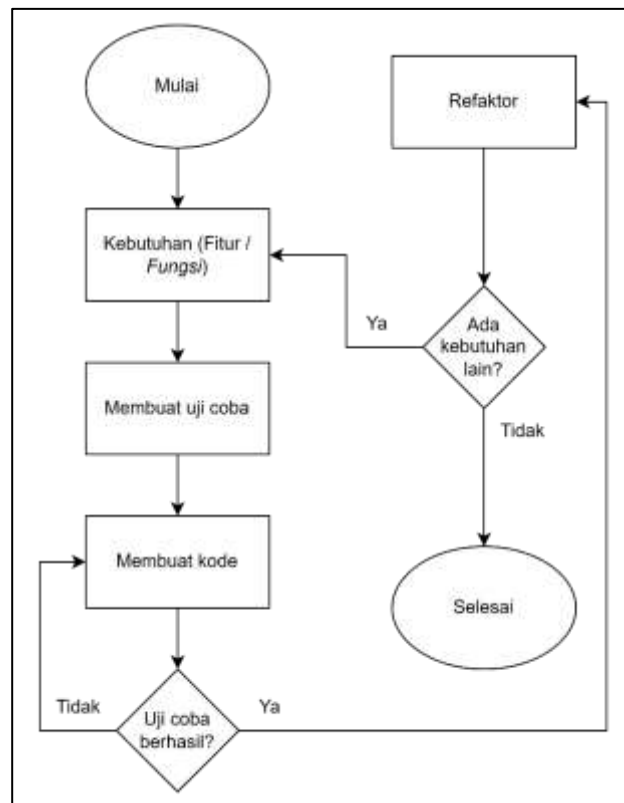 Mulai
Kebutuhan (Fitur /
Fungsi)
Membuat uji coba
Membuat kode
Uji coba
berhasil?
Tidak
Ya
Refaktor
Ada
kebutuhan
lain?
Ya
Tidak
Selesai